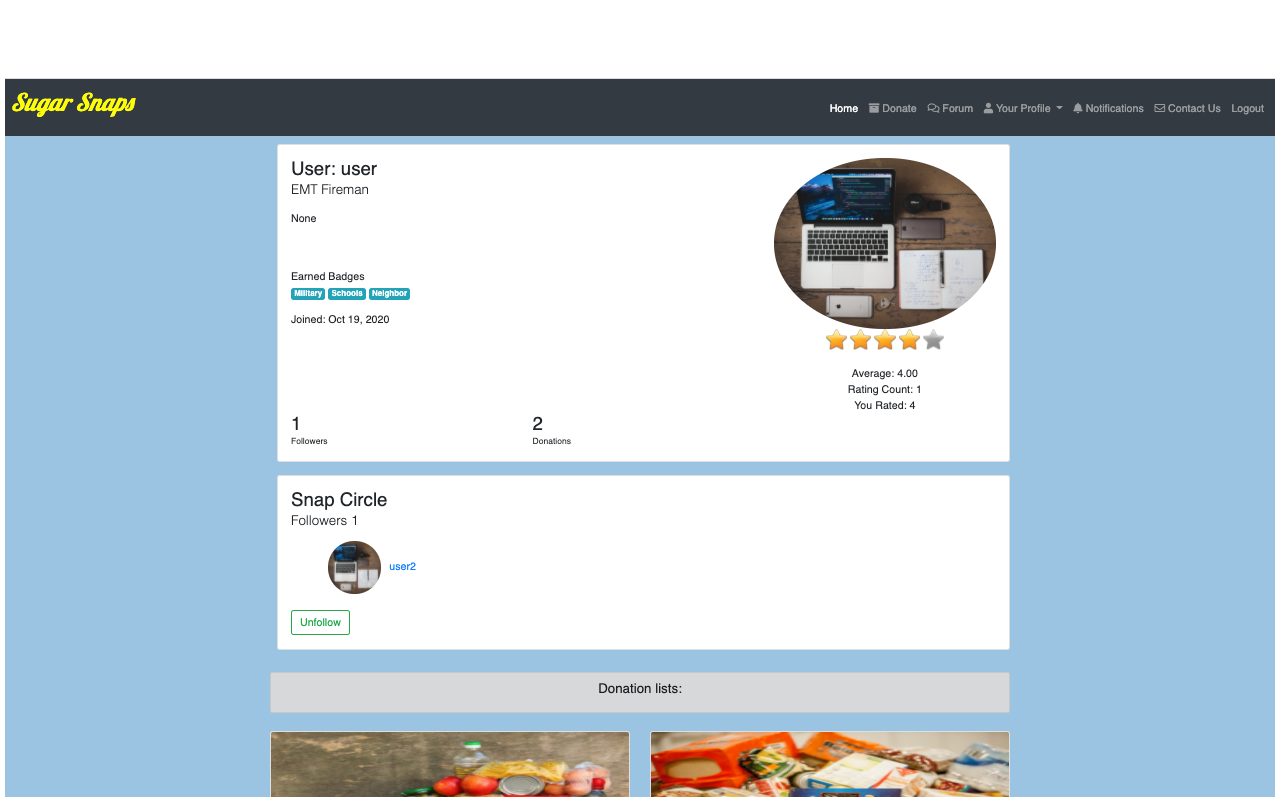 Sugar Snaps
Home Donate Forum Your Profile Notifications Contact Us Logout
User: user
EMT Fireman
None
Earned Badges
Military Schools Neighbor
Joined: Oct 19, 2020
Average: 4.00
Rating Count: 1
You Rated: 4
1
Followers
2
Donations
Snap Circle
Followers 1
user2
Unfollow
Donation lists: